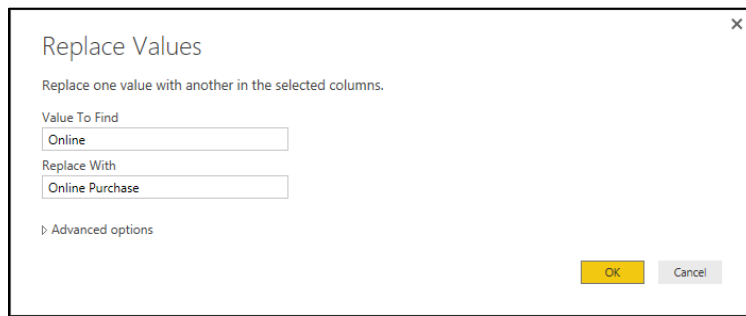 Replace Values
Replace one value with another in the selected columns.
Value To Find
Online
Replace With
Online Purchase
Advanced options
OK Cancel